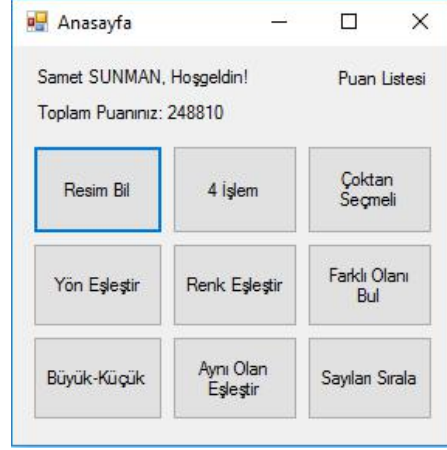 Anasayfa
Samet SUNMAN, Hoşgeldin!
Puan Listesi
Toplam Puanınız: 248810
Resim Bil
4 İşlem
Çoktan
Seçmeli
Yön Eşleştir
Renk Eşleştir
Farklı Olanı
Bul
Büyük-Küçük
Aynı Olan
Eşleştir
Sayıları Sırala